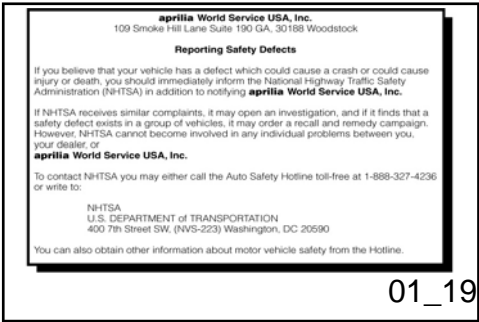 aprilia World Service USA, Inc.
109 Smoke Hill Lane Suite 190 GA, 30188 Woodstock
Reporting Safety Defects
If you believe that your vehicle has a defect which could cause a crash or could cause
injury or death, you should immediately inform the National Highway Traffic Safety
Administration (NHTSA) in addition to notifying aprilia World Service USA, Inc.
If NHTSA receives similar complaints, it may open an investigation, and if it finds that a
safety defect exists in a group of vehicles, it may order a recall and remedy campaign.
However, NHTSA cannot become involved in any individual problems between you,
your dealer, or
aprilia World Service USA, Inc.
To contact NHTSA you may either call the Auto Safety Hotline toll-free at 1-888-327-4236
or write to:
NHTSA
U.S. DEPARTMENT of TRANSPORTATION
400 7th Street SW, (NVS-223) Washington, DC 20590
You can also obtain other information about motor vehicle safety from the Hotline.
01_19